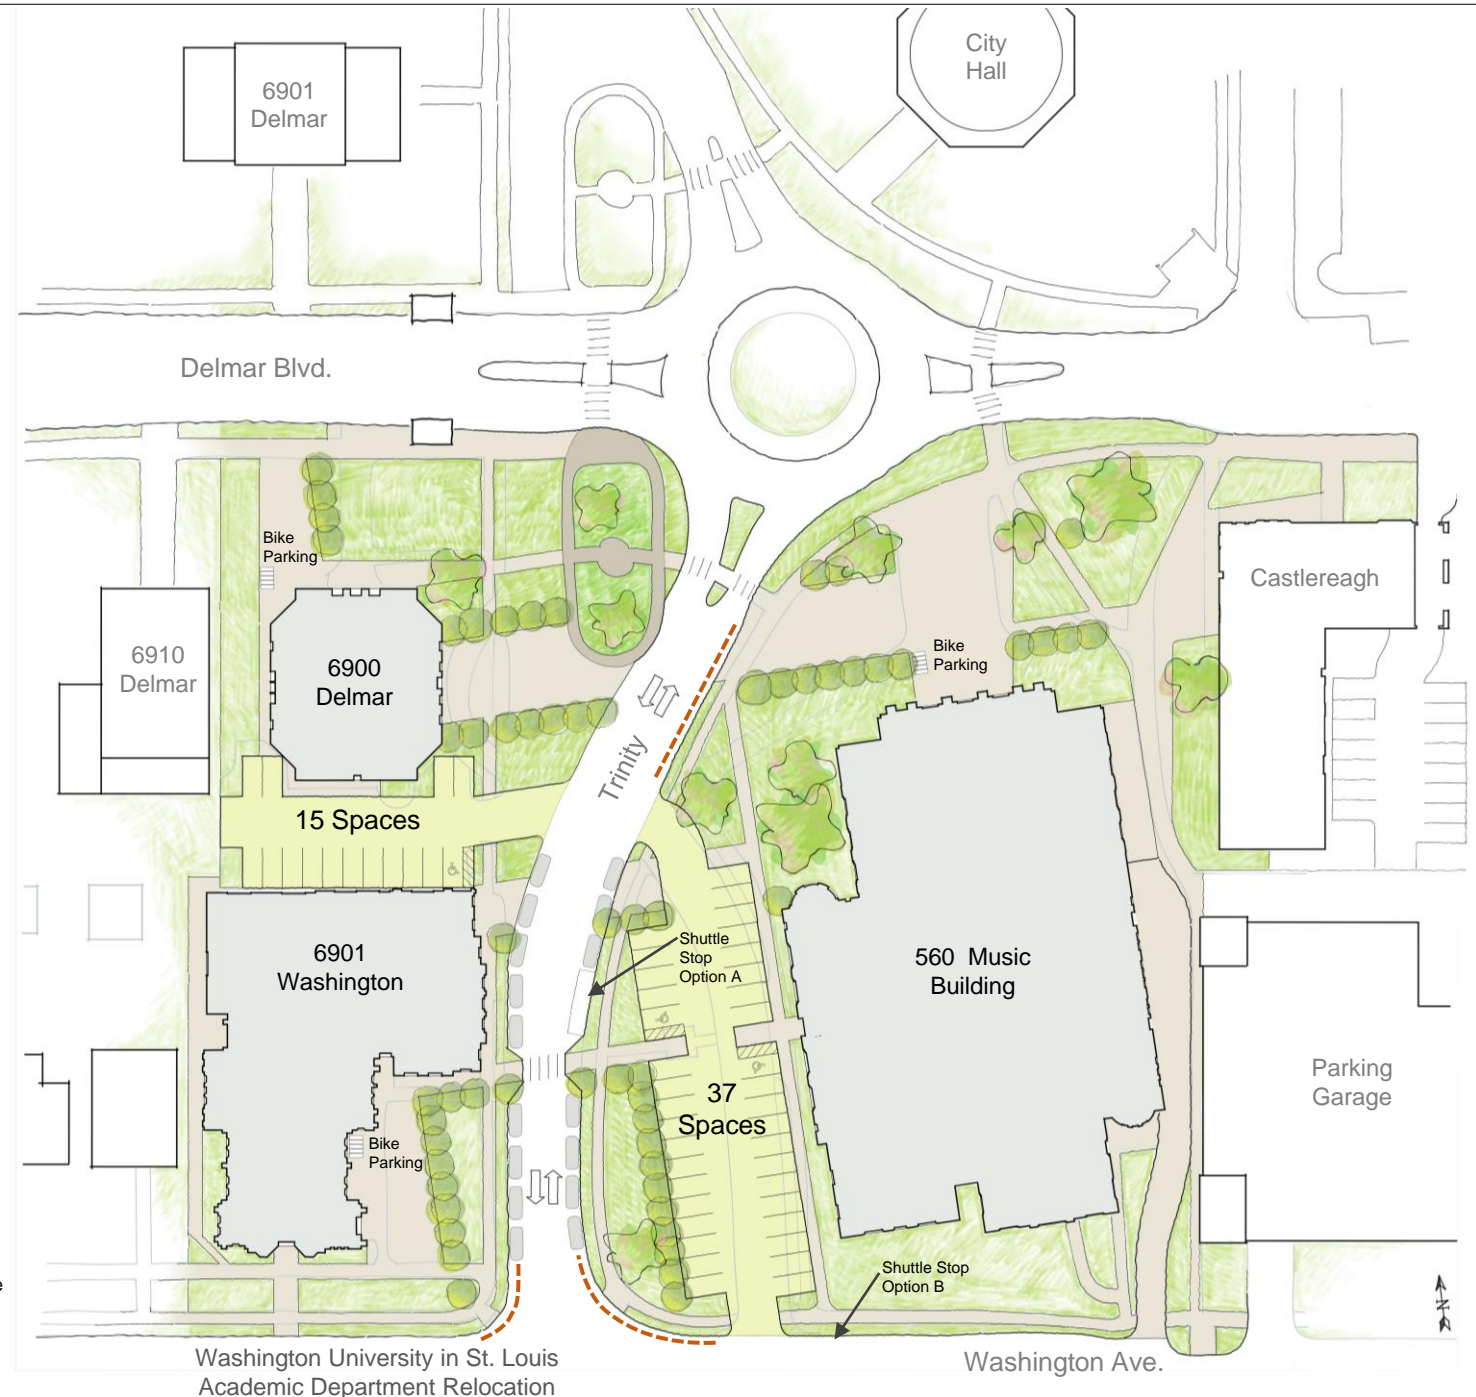 City
Hall
6901
Delmar
Delmar Blvd.
Bike
Parking
Castlereagh
6910
Delmar
6900
Delmar
Bike
Parking
Trinity
15 Spaces
Shuttle
Stop
Option A
6901
Washington
560 Music
Building
37
Spaces
Parking
Garage
Bike
Parking
Shuttle Stop
Option B
e
N
Washington University in St. Louis
Academic Department Relocation
Washington Ave.